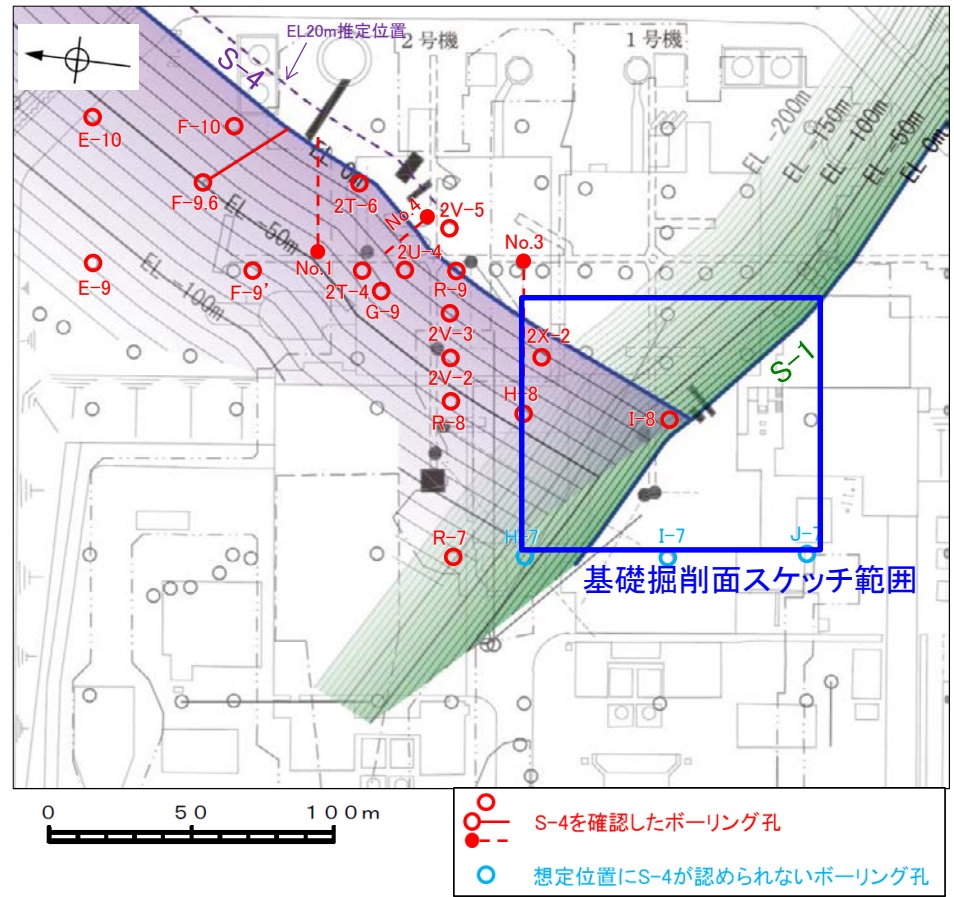 EL20m推定位置
2号機
1号機
S-4
EL -200m
EL -150m
EL -100m
EL -50m
EL 0m
E-10
F-10
F-9.6
EL 0m
2T-6
No.4
2V-5
EL -50m
No.1
2U-4
No.3
E-9
F-9'
2T-4
R-9
G-9
EL -100m
2V-3
2X-2
S-1
2V-2
H-8
R-8
I-8
R-7
H-7
I-7
J-7
基礎掘削面スケッチ範囲
0 50 100m
S-4を確認したボーリング孔
想定位置にS-4が認められないボーリング孔